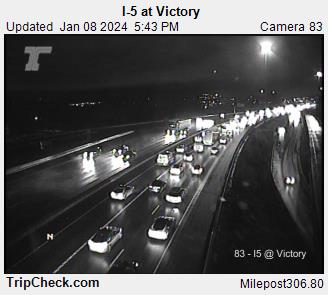 I-5 at Victory
Updated Jan 08 2024 5:43 PM Camera 83
T
N
83 - I5 @ Victory
TripCheck.com Milepost306.80